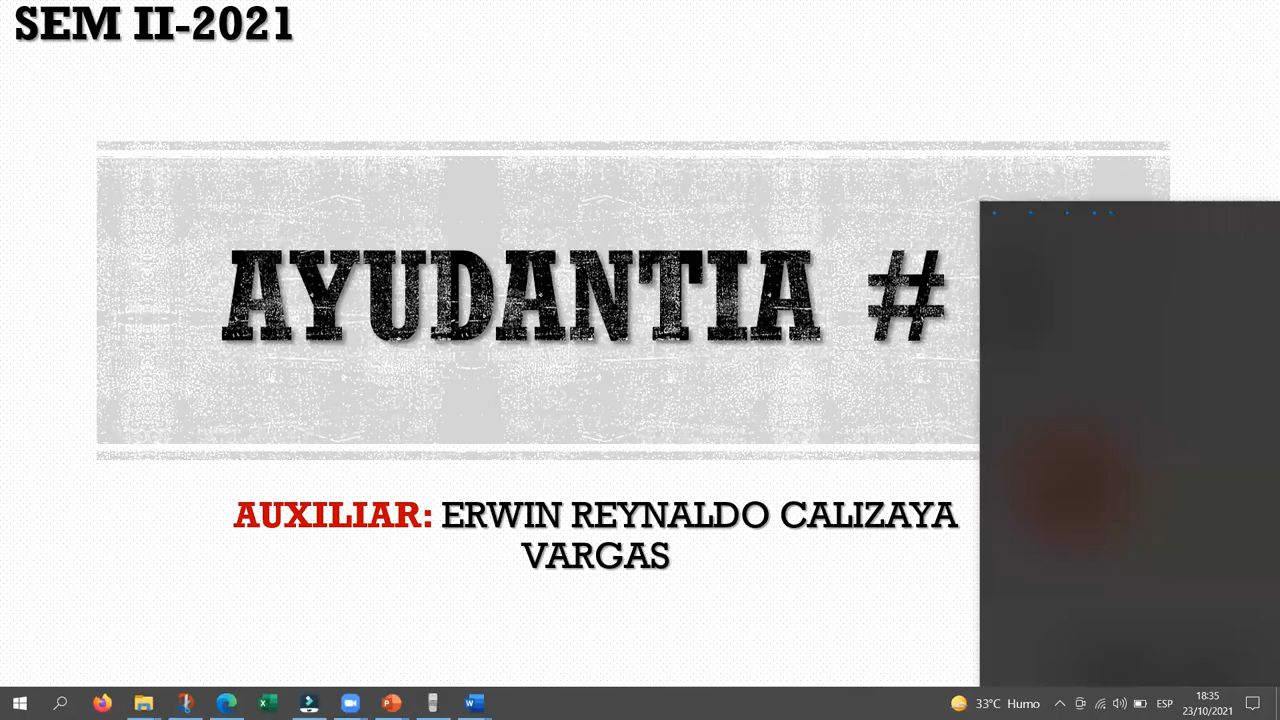 SEM II-2021
AYUDANTIA #
AUXILIAR: ERWIN REYNALDO CALIZAYA
VARGAS
33°C Humo
ESP
18:35
23/10/2021